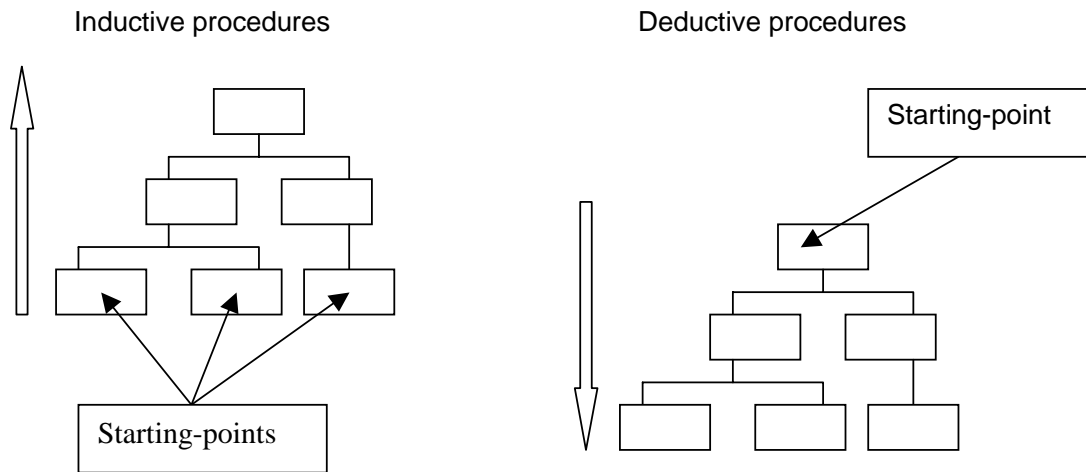 Inductive procedures
Deductive procedures
Starting-point
Starting-points